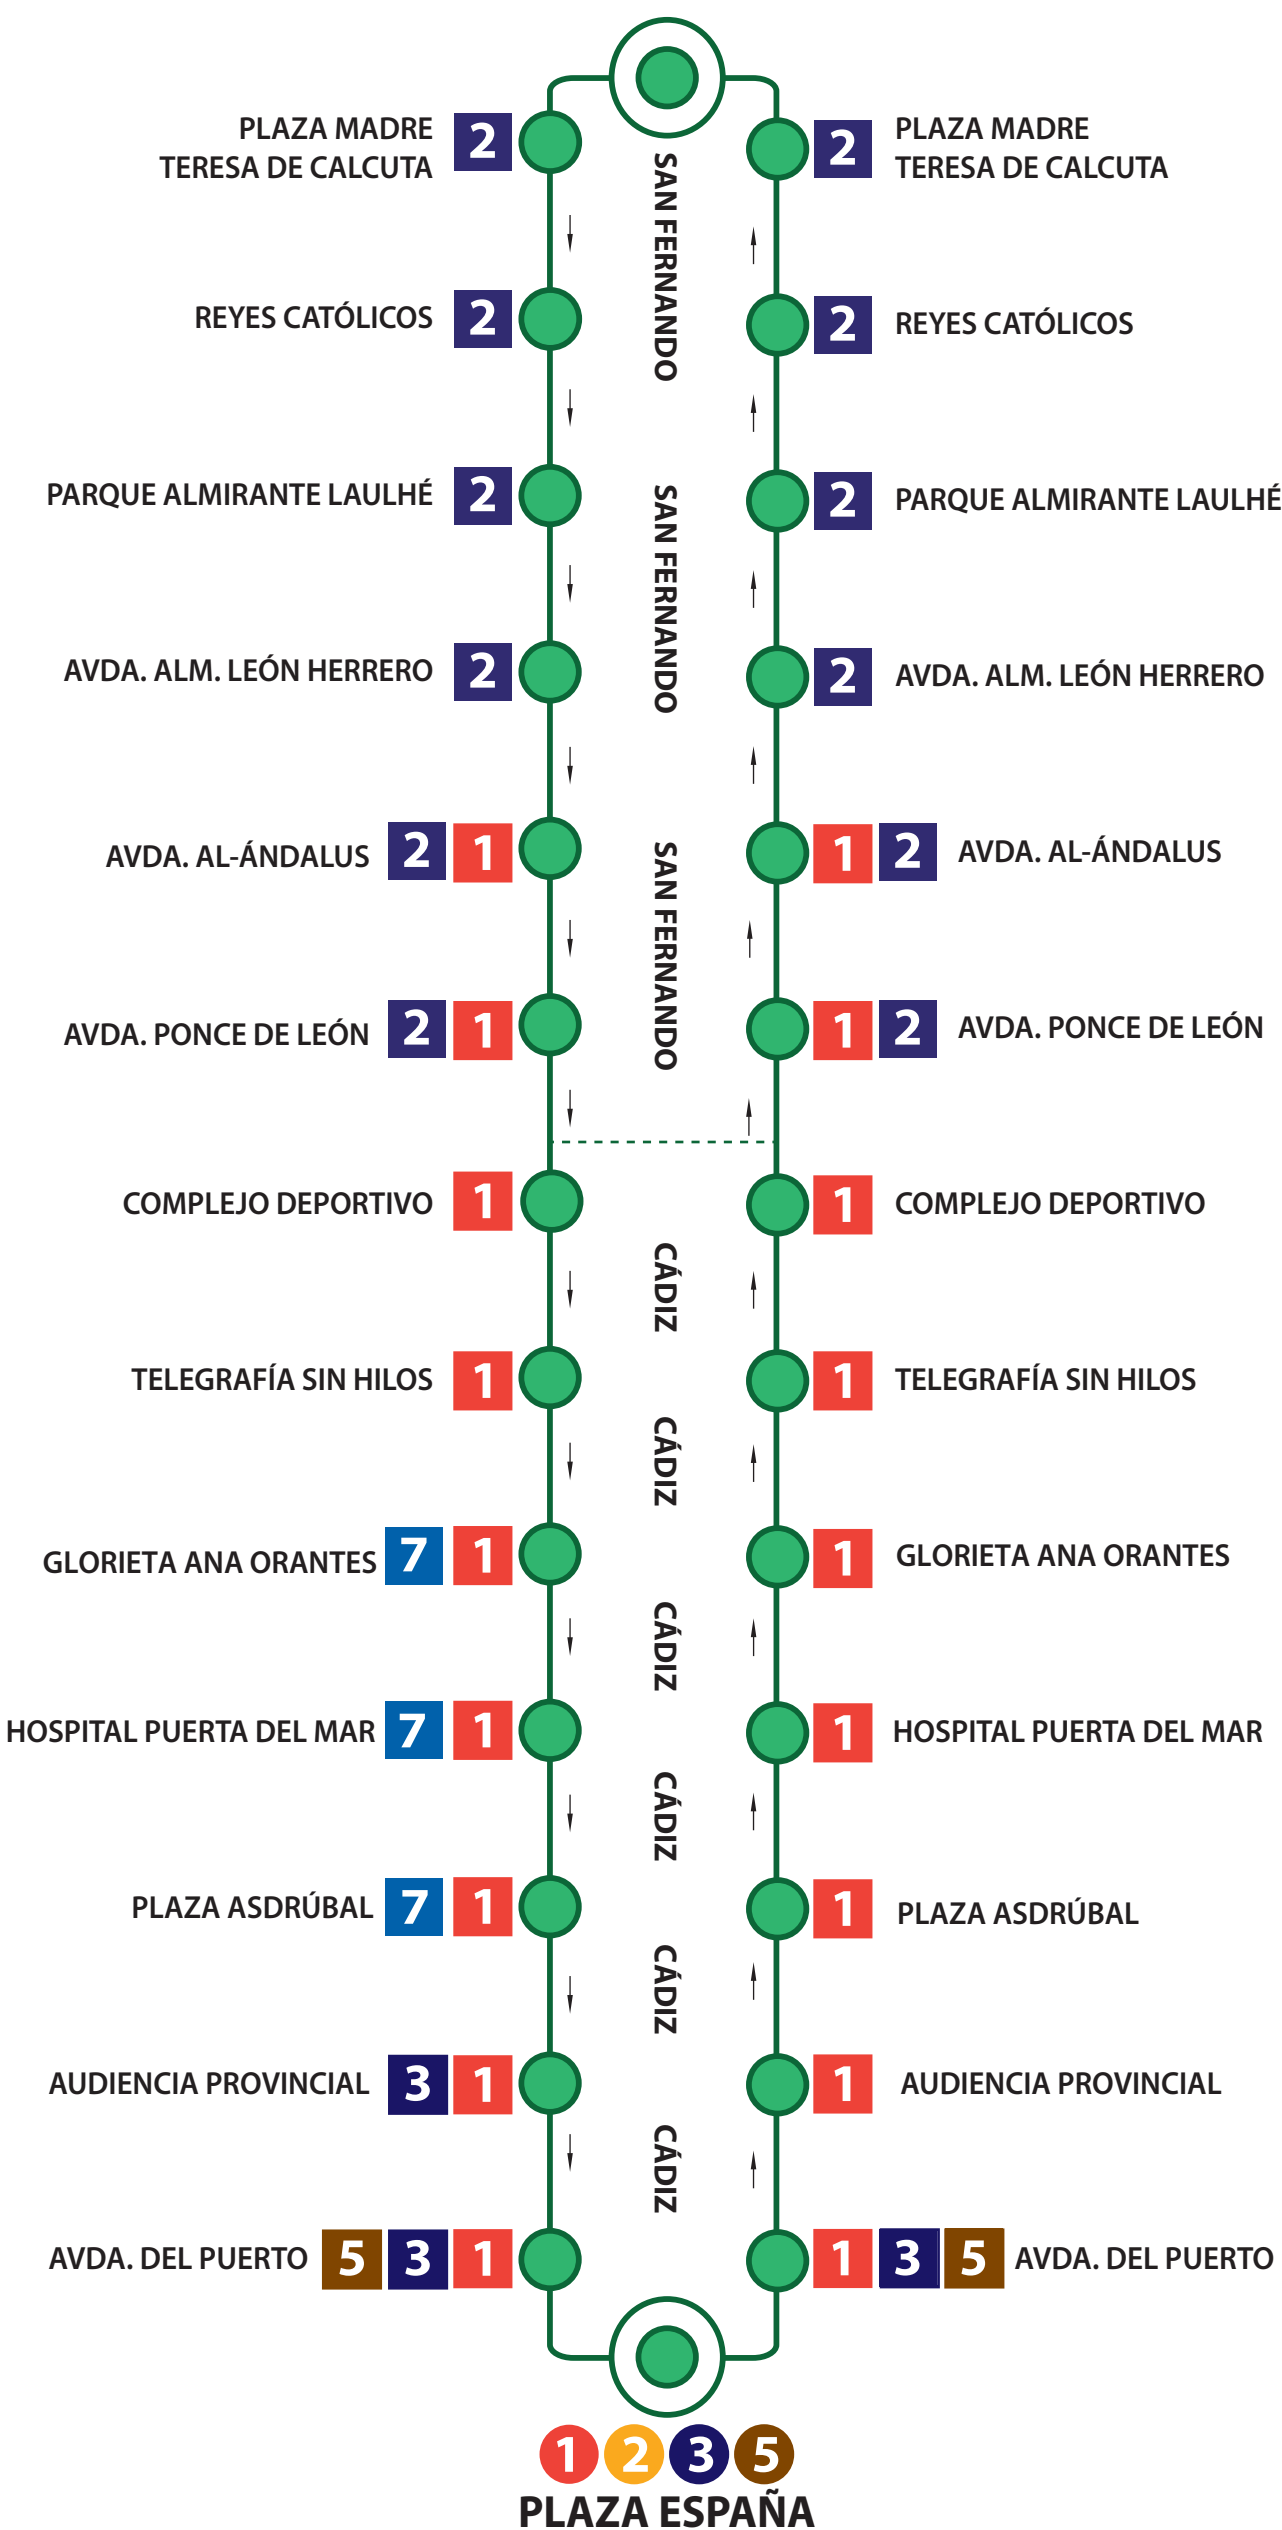 PLAZA MADRE
TERESA DE CALCUTA
2
2
PLAZA MADRE
TERESA DE CALCUTA
SAN FERNANDO
REYES CATÓLICOS 2
2 REYES CATÓLICOS
PARQUE ALMIRANTE LAULHÉ 2
2 PARQUE ALMIRANTE LAULHÉ
SAN FERNANDO
AVDA. ALM. LEÓN HERRERO 2
2 AVDA. ALM. LEÓN HERRERO
AVDA. AL-ÁNDALUS 2 1
1 2 AVDA. AL-ÁNDALUS
SAN FERNANDO
AVDA. PONCE DE LEÓN 2 1
1 2 AVDA. PONCE DE LEÓN
COMPLEJO DEPORTIVO 1
1 COMPLEJO DEPORTIVO
CÁDIZ
TELEGRAFÍA SIN HILOS 1
1 TELEGRAFÍA SIN HILOS
CÁDIZ
GLORIETA ANA ORANTES 7 1
1 GLORIETA ANA ORANTES
CÁDIZ
HOSPITAL PUERTA DEL MAR 7 1
1 HOSPITAL PUERTA DEL MAR
CÁDIZ
PLAZA ASDRÚBAL 7 1
1 PLAZA ASDRÚBAL
CÁDIZ
AUDIENCIA PROVINCIAL 3 1
1 AUDIENCIA PROVINCIAL
CÁDIZ
AVDA. DEL PUERTO 5 3 1
1 3 5 AVDA. DEL PUERTO
1 2 3 5
PLAZA ESPAÑA